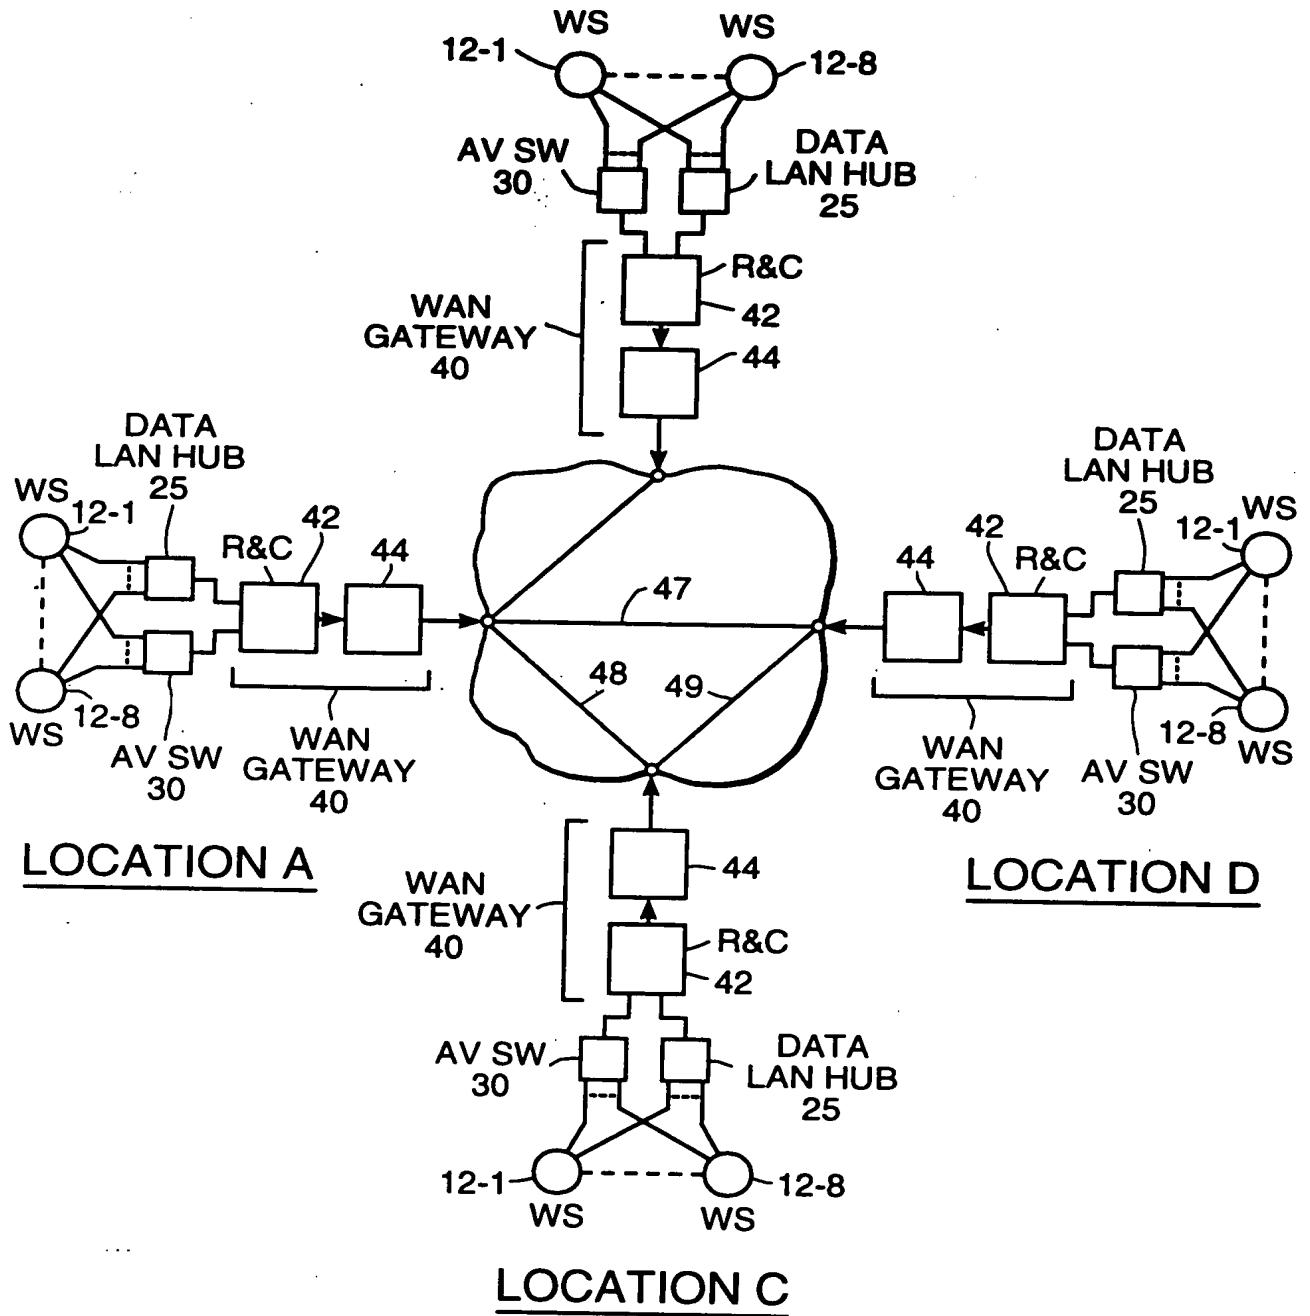 WS
WS
12-1
12-8
AV SW
30
DATA
LAN HUB
25
WAN
GATEWAY
40
R&C
42
44
DATA
LAN HUB
25
WS
12-1
R&C
42
44
12-8
WS
AV SW
30
WAN
GATEWAY
40
LOCATION A
47
48
49
DATA
LAN HUB
25
WS
12-1
44
42
R&C
12-8
WS
WAN
GATEWAY
40
AV SW
30
LOCATION D
WAN
GATEWAY
40
44
R&C
42
AV SW
30
DATA
LAN HUB
25
12-1
12-8
WS
WS
LOCATION C